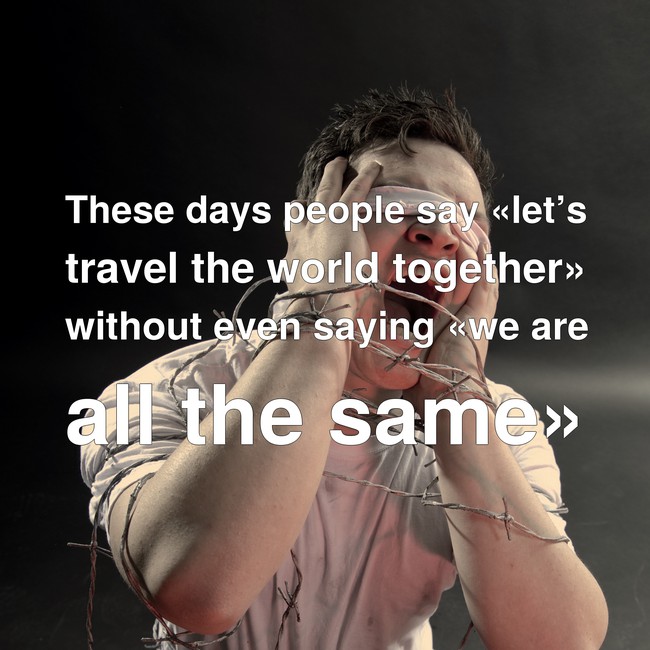 These days people say «let’s
travel the world together»
without even saying «we are
all the same»